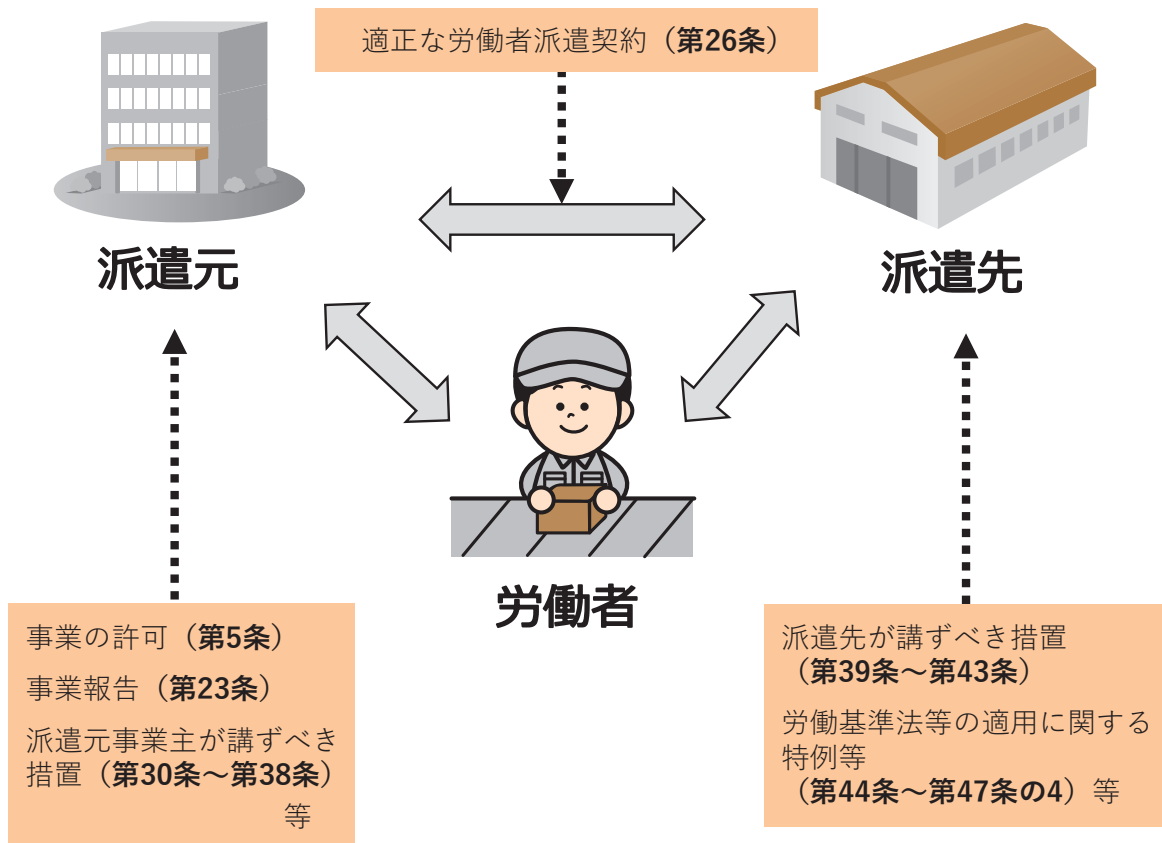 適正な労働者派遣契約（第26条）
派遣元
派遣先
労働者
事業の許可（第5条）
事業報告（第23条）
派遣元事業主が講ずべき
措置（第30条～第38条）
等
派遣先が講ずべき措置
（第39条～第43条）
労働基準法等の適用に関する
特例等
（第44条～第47条の4）等